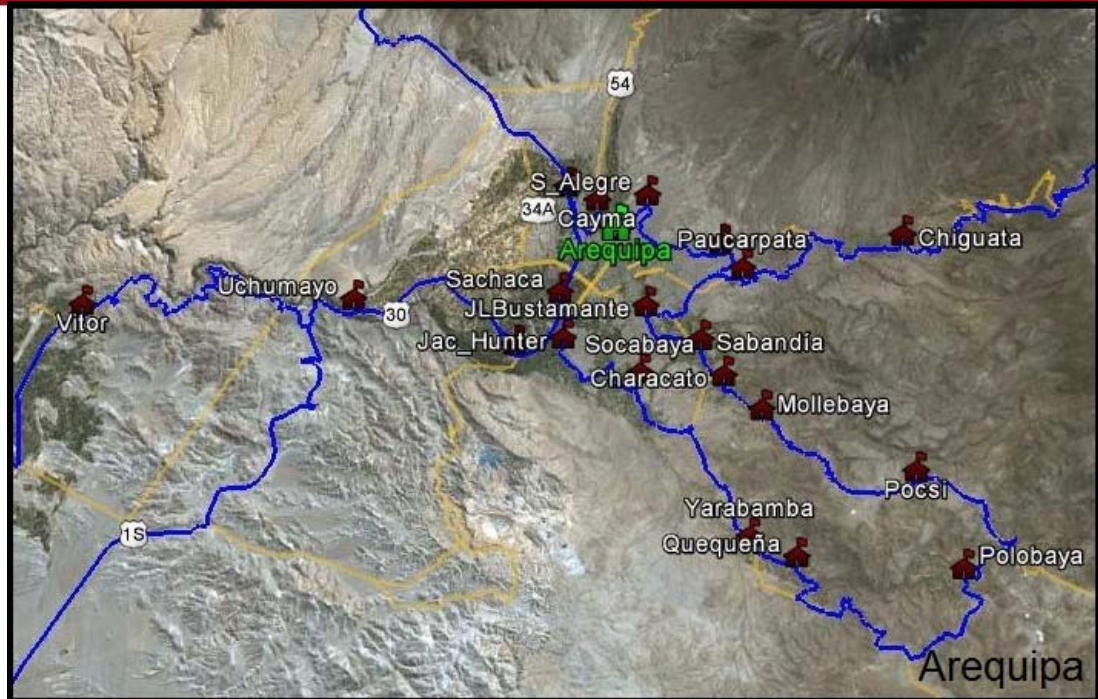 54
S_Alegre
34A
Cayma
Arequipa
Paucarpata
Chiguata
Uchumayo
Sachaca
Vitor
30
JLBustamante
Jac_Hunter
Socabaya
Sabandía
Characato
Mollebaya
Pocsi
Yarabamba
1S
Quequeña
Polobaya
Arequipa